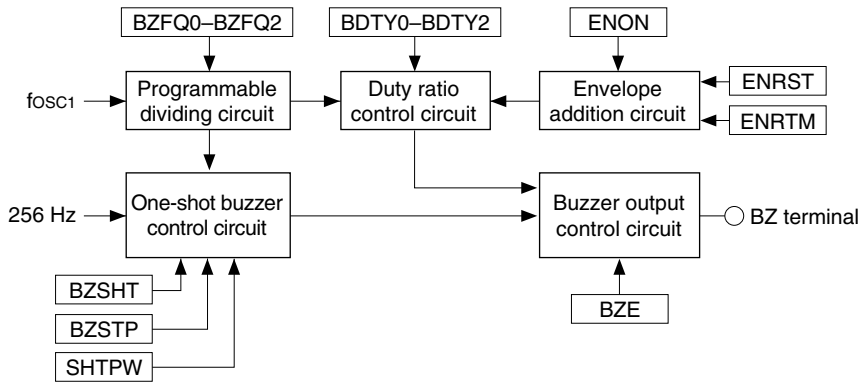 BZFQ0–BZFQ2
BDTY0–BDTY2
ENON
fOSC1
Programmable
dividing circuit
Duty ratio
control circuit
Envelope
addition circuit
ENRST
ENRTM
256 Hz
One-shot buzzer
control circuit
Buzzer output
control circuit
BZ terminal
BZSHT
BZSTP
SHTPW
BZE